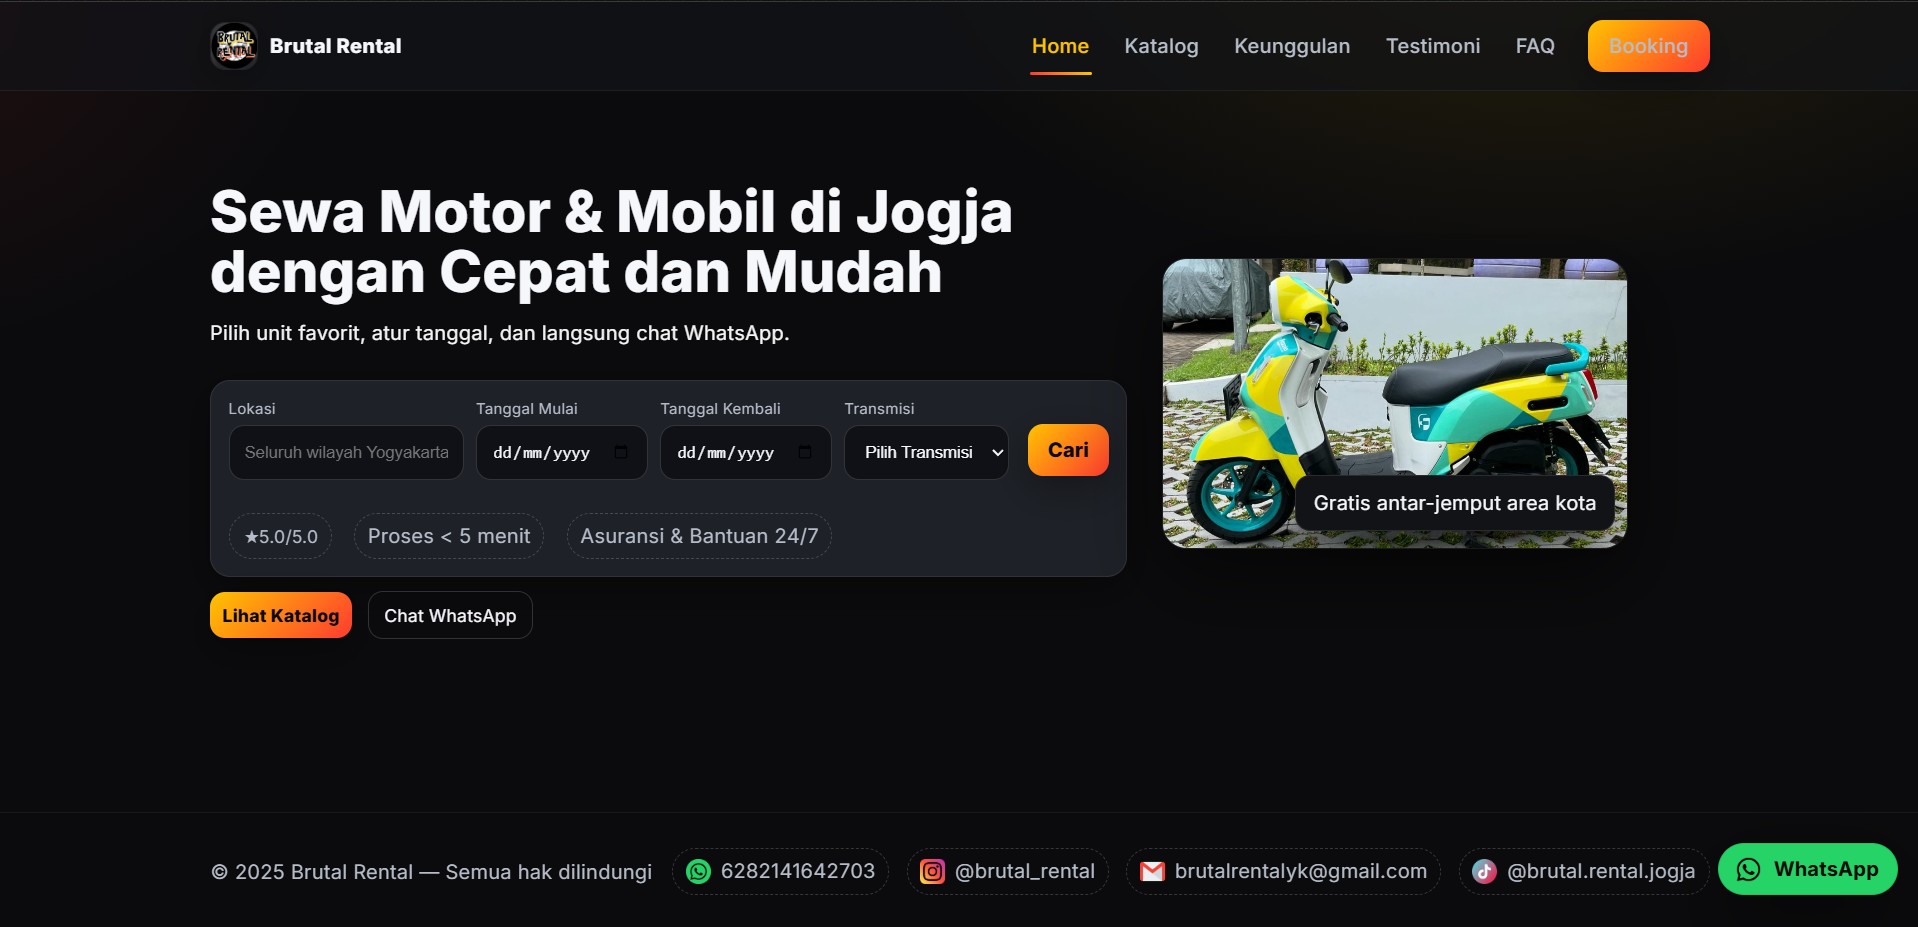 BRUTAL RENTAL
Brutal Rental
Home
Katalog
Keunggulan
Testimoni
FAQ
Booking
Sewa Motor & Mobil di Jogja
dengan Cepat dan Mudah
Pilih unit favorit, atur tanggal, dan langsung chat WhatsApp.
Lokasi
Tanggal Mulai
Tanggal Kembali
Transmisi
Seluruh wilayah Yogyakarta
dd/mm/yyyy
dd/mm/yyyy
Pilih Transmisi
Cari
★5.0/5.0
Proses < 5 menit
Asuransi & Bantuan 24/7
Lihat Katalog
Chat WhatsApp
Gratis antar-jemput area kota
© 2025 Brutal Rental — Semua hak dilindungi
6282141642703
@brutal_rental
brutalrentalyk@gmail.com
@brutal.rental.jogja
WhatsApp